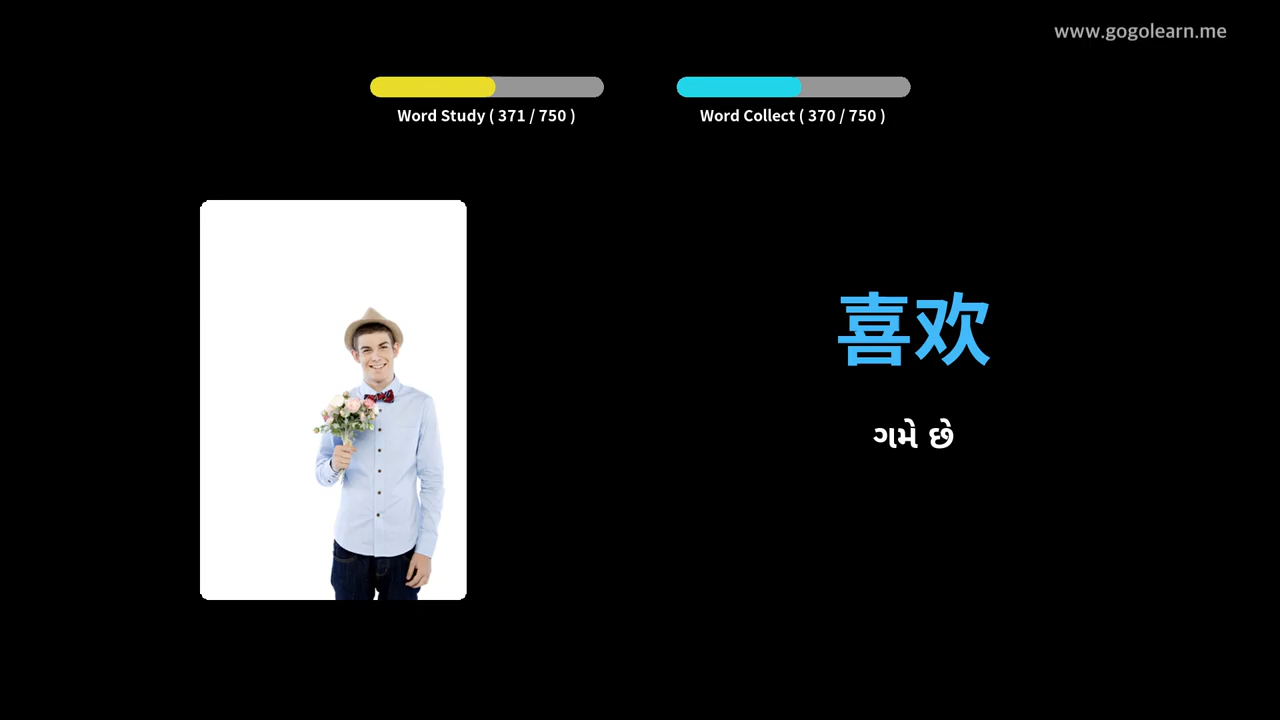 www.gogolearn.me
Word Study ( 371 / 750 )
Word Collect ( 370 / 750 )
喜欢
ગમે છે